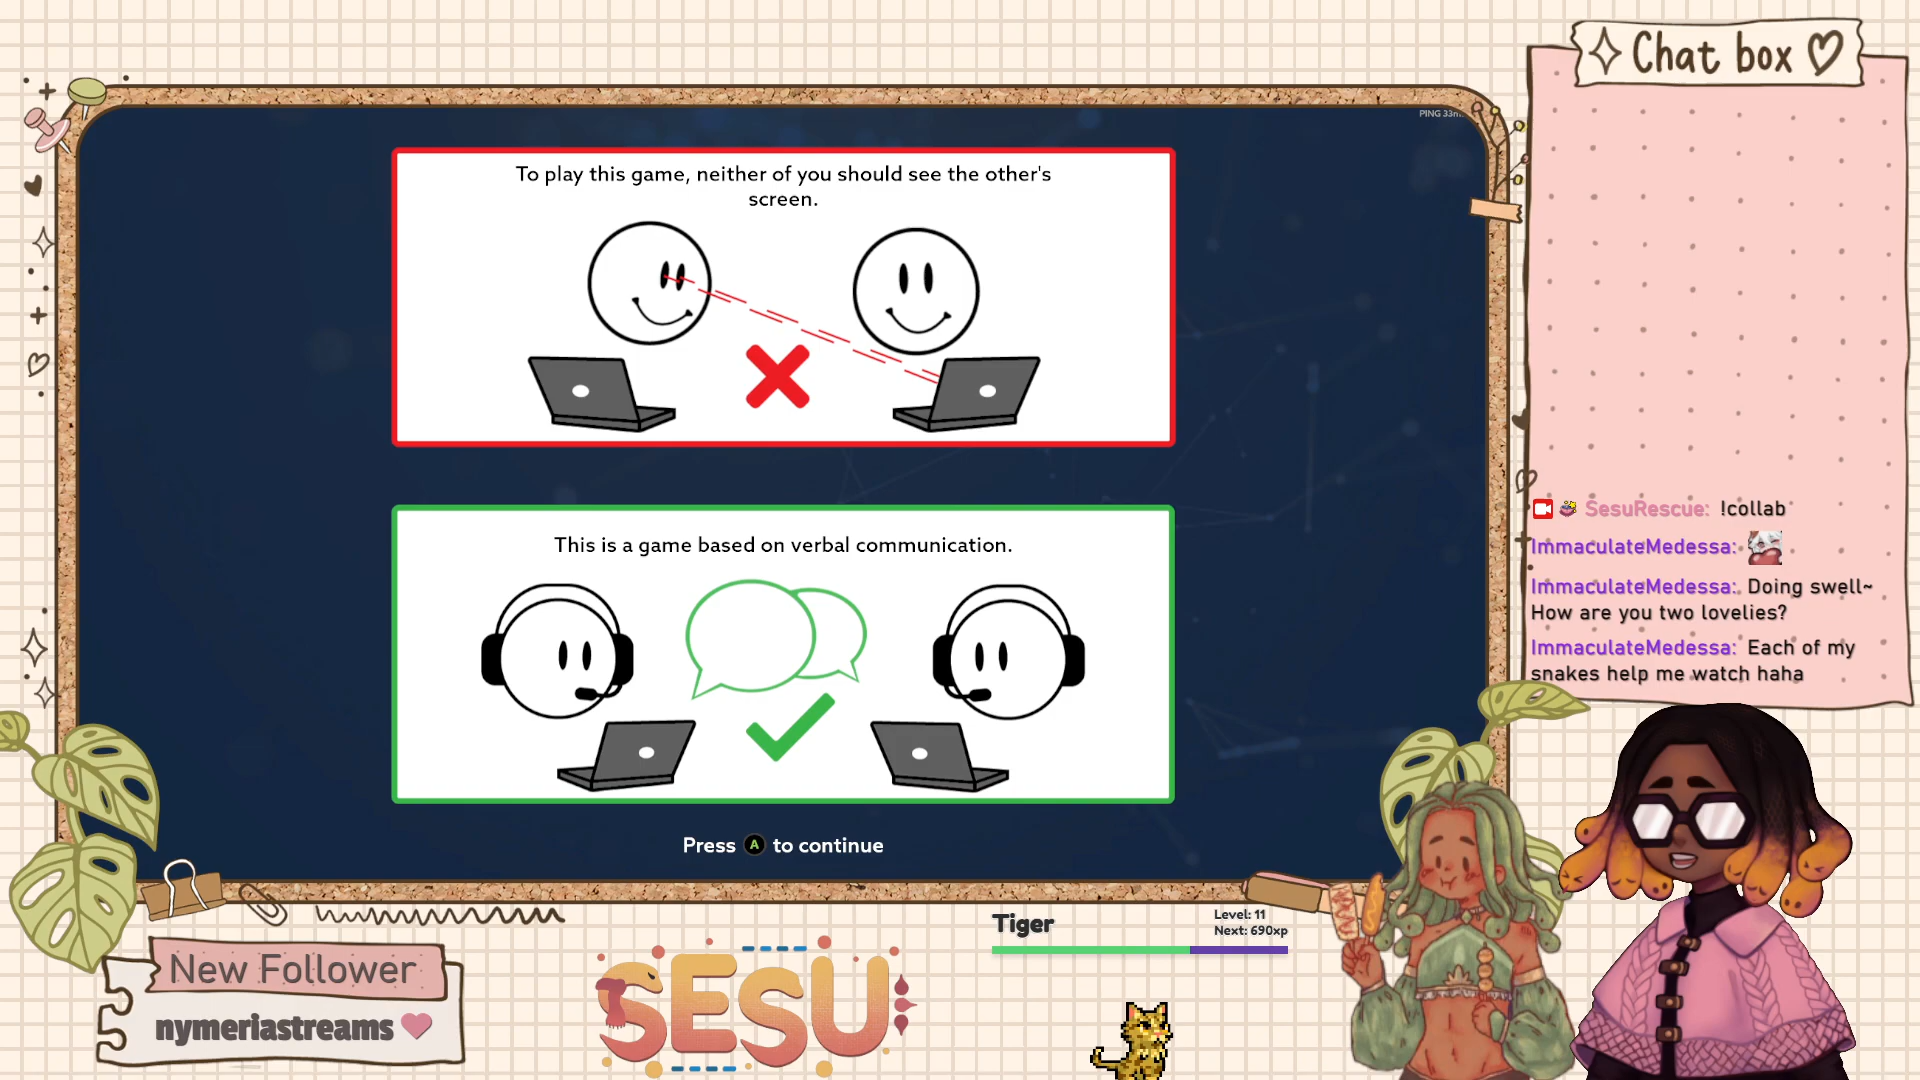 Chat box
PING 33m
To play this game, neither of you should see the other's
screen.
This is a game based on verbal communication.
Press A to continue
SesuRescue: !collab
ImmaculateMedessa:
ImmaculateMedessa: Doing swell~
How are you two lovelies?
ImmaculateMedessa: Each of my
snakes help me watch haha
New Follower
nymeriastreams
SESU
Tiger
Level: 11
Next: 690xp